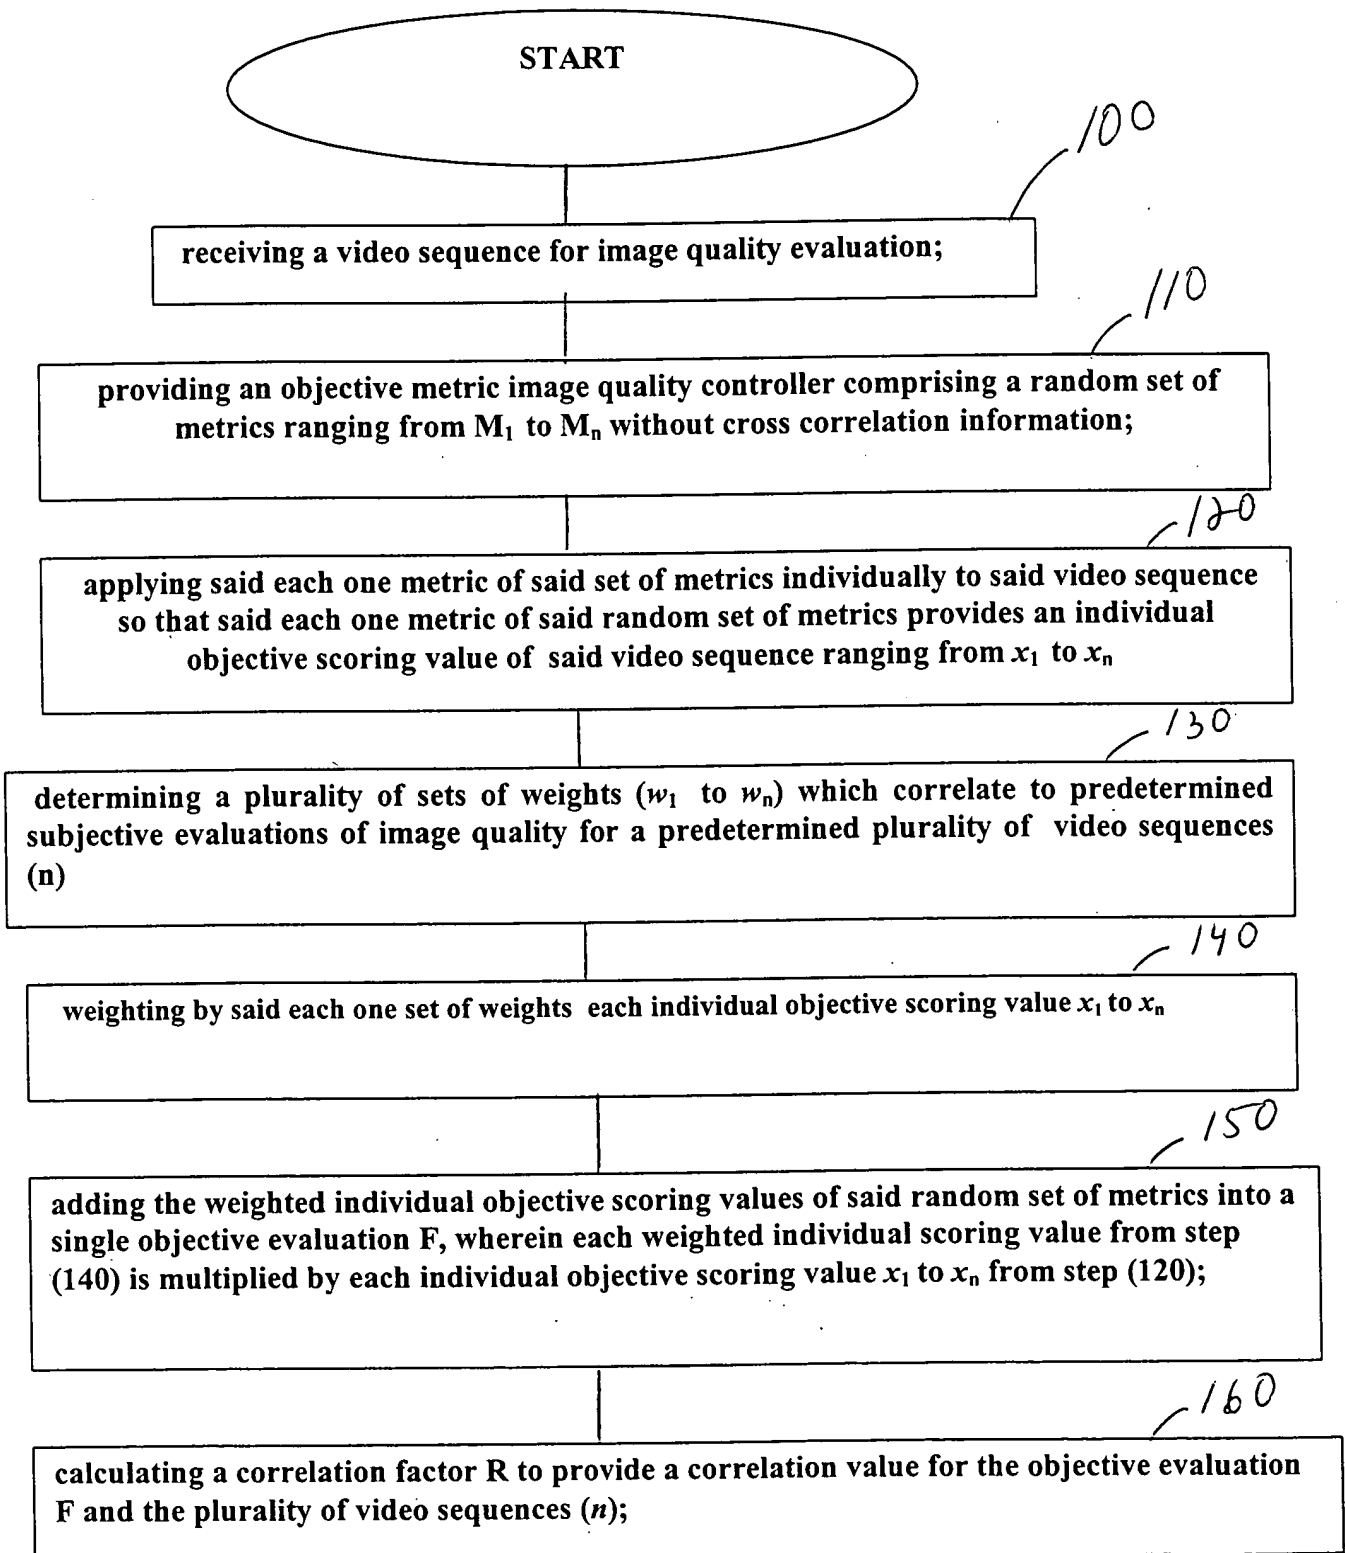 START
100
receiving a video sequence for image quality evaluation;
110
providing an objective metric image quality controller comprising a random set of
metrics ranging from M₁ to Mₙ without cross correlation information;
120
applying said each one metric of said set of metrics individually to said video sequence
so that said each one metric of said random set of metrics provides an individual
objective scoring value of said video sequence ranging from x₁ to xₙ
130
determining a plurality of sets of weights (w₁ to wₙ) which correlate to predetermined
subjective evaluations of image quality for a predetermined plurality of video sequences
(n)
140
weighting by said each one set of weights each individual objective scoring value x₁ to xₙ
150
adding the weighted individual objective scoring values of said random set of metrics into a
single objective evaluation F, wherein each weighted individual scoring value from step
(140) is multiplied by each individual objective scoring value x₁ to xₙ from step (120);
160
calculating a correlation factor R to provide a correlation value for the objective evaluation
F and the plurality of video sequences (n);